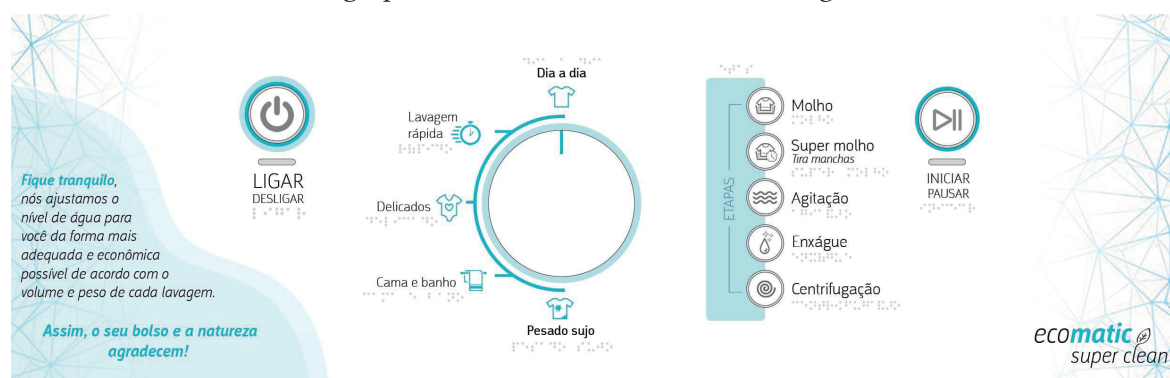 Fique tranquilo,
nós ajustamos o
nível de água para
você da forma mais
adequada e econômica
possível de acordo com o
volume e peso de cada lavagem.
Assim, o seu bolso e a natureza
agradecem!
LIGAR
DESLIGAR
Dia a dia
Lavagem
rápida
Delicados
Cama e banho
Pesado sujo
ETAPAS
Molho
Super molho
Tira manchas
Agitação
Enxágue
Centrifugação
INICIAR
PAUSAR
ecomatic
super clean